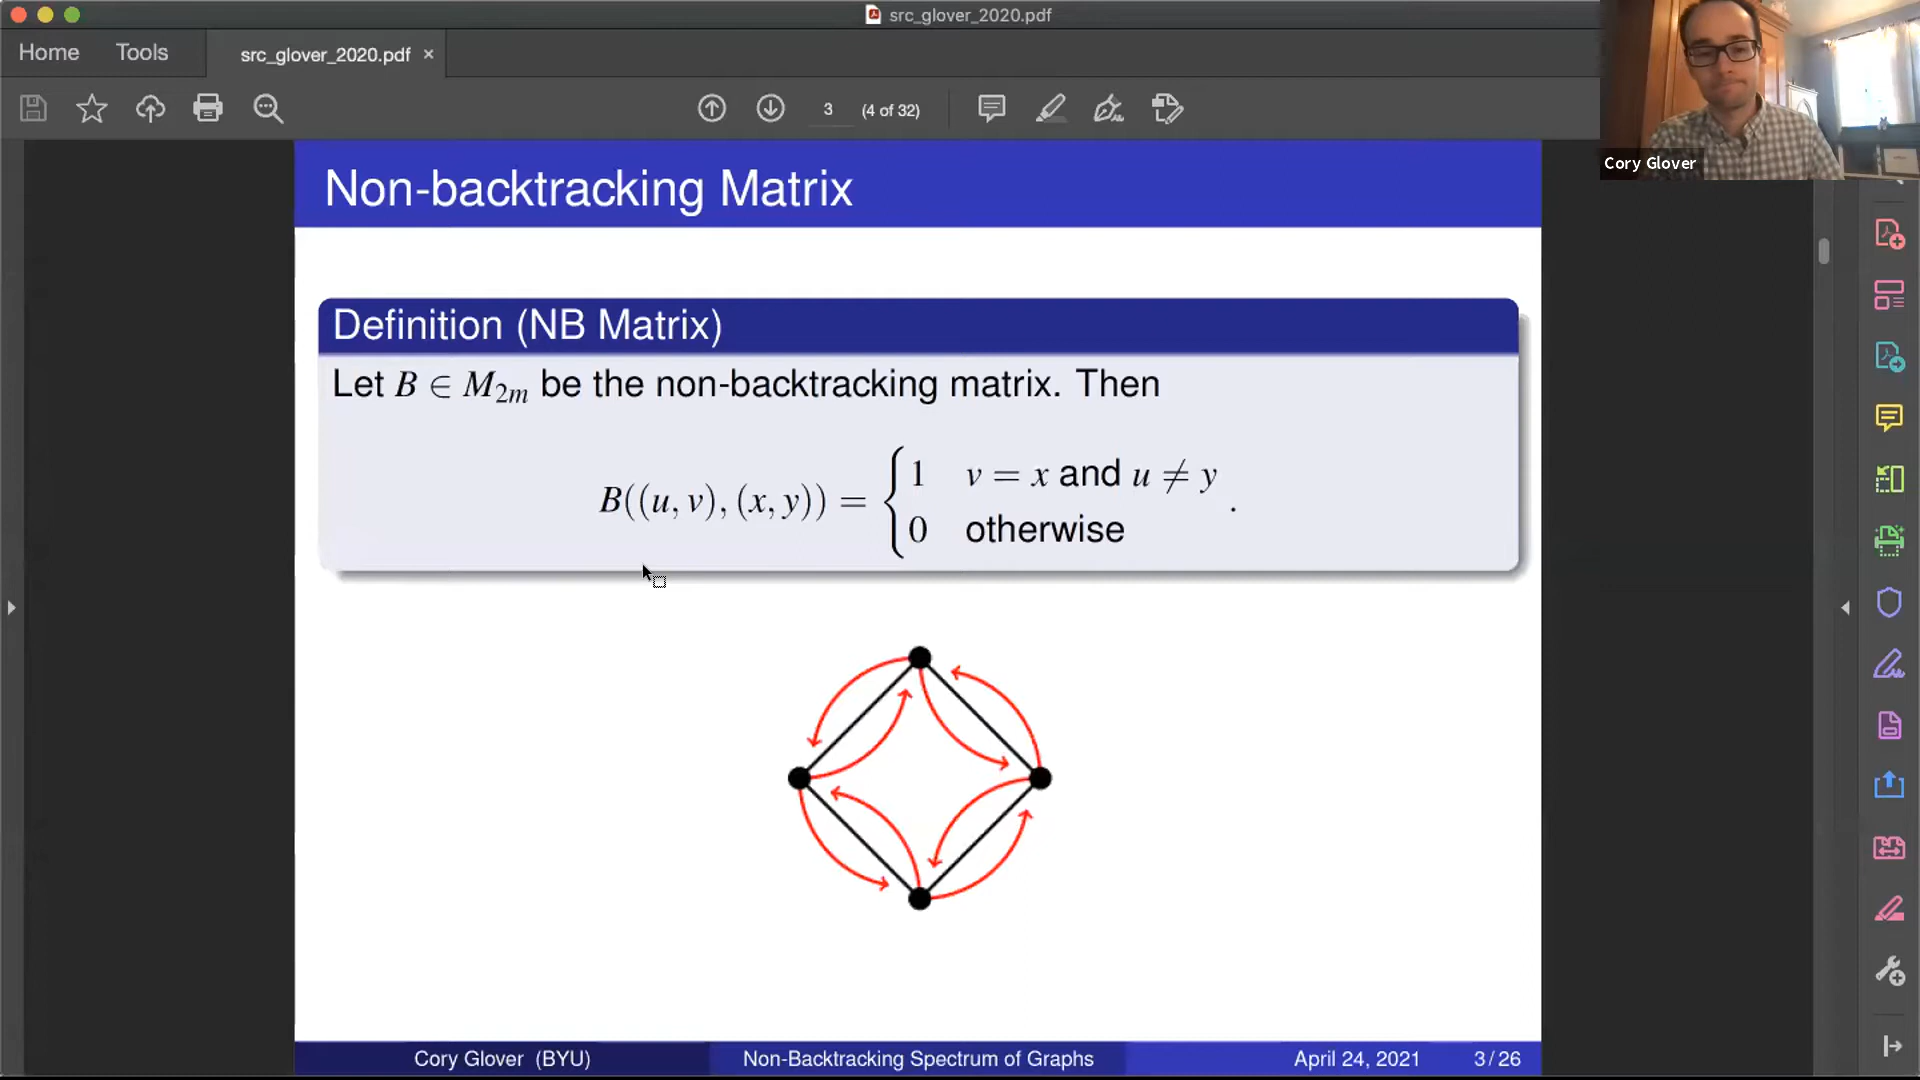 src_glover_2020.pdf
Home Tools src_glover_2020.pdf ×
3 (4 of 32)
Cory Glover
Non-backtracking Matrix
Definition (NB Matrix)
Let B ∈ M₂ₘ be the non-backtracking matrix. Then
B((u, v), (x, y)) = { 1 v = x and u ≠ y
0 otherwise .
Cory Glover (BYU) Non-Backtracking Spectrum of Graphs April 24, 2021 3 / 26